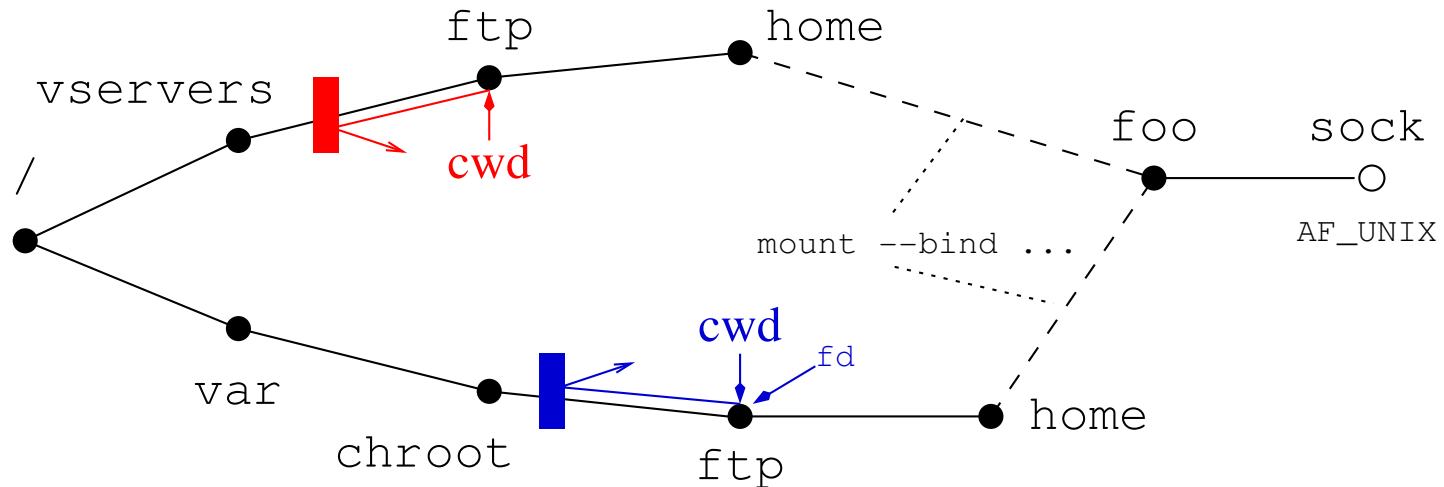 ftp
home
vservers
foo
sock
/
cwd
mount --bind ...
AF_UNIX
cwd
fd
var
home
chroot
ftp